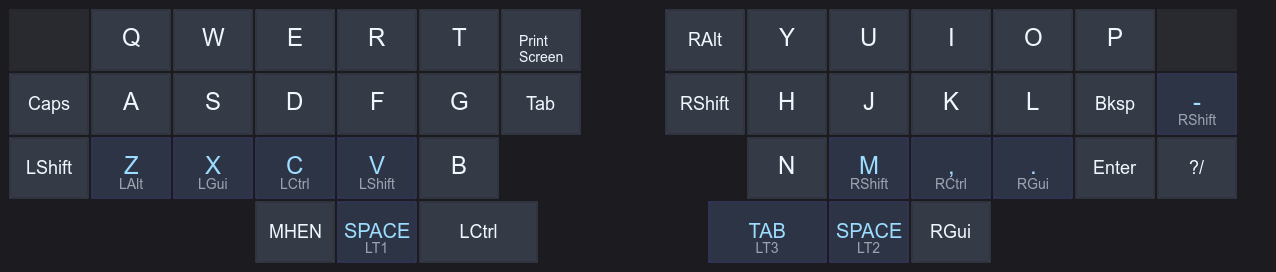 Q W E R T Print Screen RAlt Y U I O P
Caps A S D F G Tab RShift H J K L Bksp -
RShift
LShift Z X C V B N M , . Enter ?/
LAlt LGui LCtrl LShift RShift RCtrl RGui
MHEN SPACE LCtrl TAB SPACE RGui
LT1 LT3 LT2